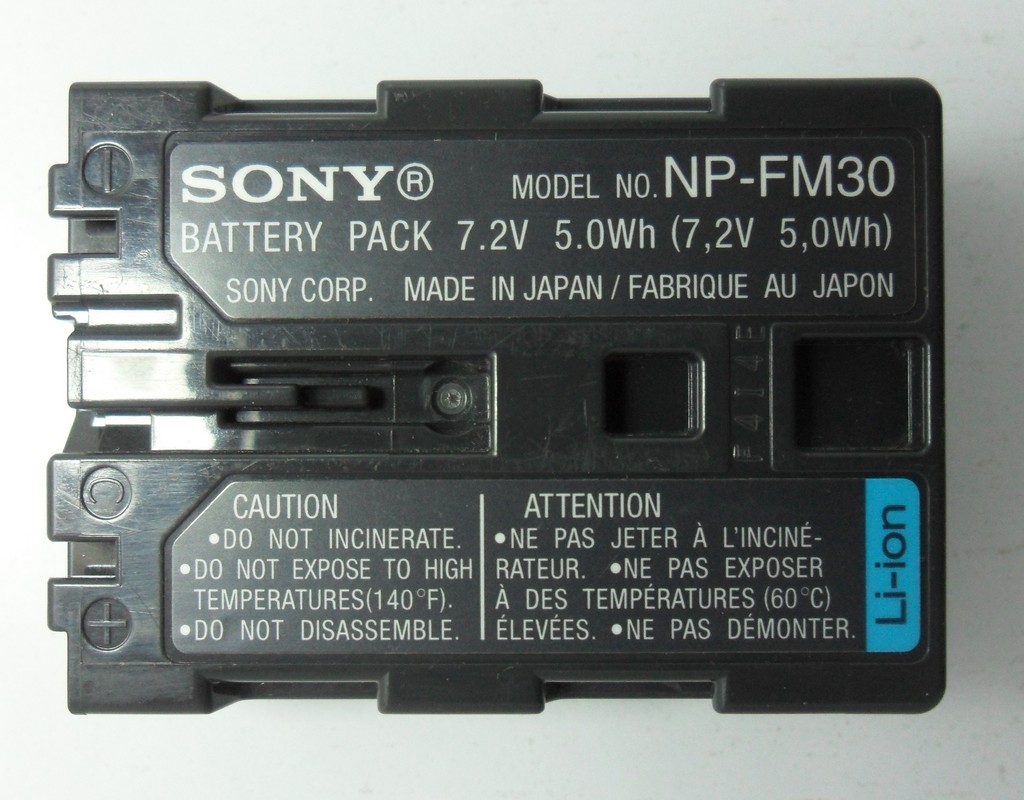 SONY®
MODEL NO. NP-FM30
BATTERY PACK 7.2V 5.0Wh (7,2V 5,0Wh)
SONY CORP. MADE IN JAPAN / FABRIQUE AU JAPON
F414E
C
CAUTION
•DO NOT INCINERATE.
•DO NOT EXPOSE TO HIGH
TEMPERATURES(140°F).
•DO NOT DISASSEMBLE.
ATTENTION
•NE PAS JETER À L'INCINÉ-
RATEUR. •NE PAS EXPOSER
À DES TEMPÉRATURES (60°C)
ÉLEVÉES. •NE PAS DÉMONTER.
Li-ion